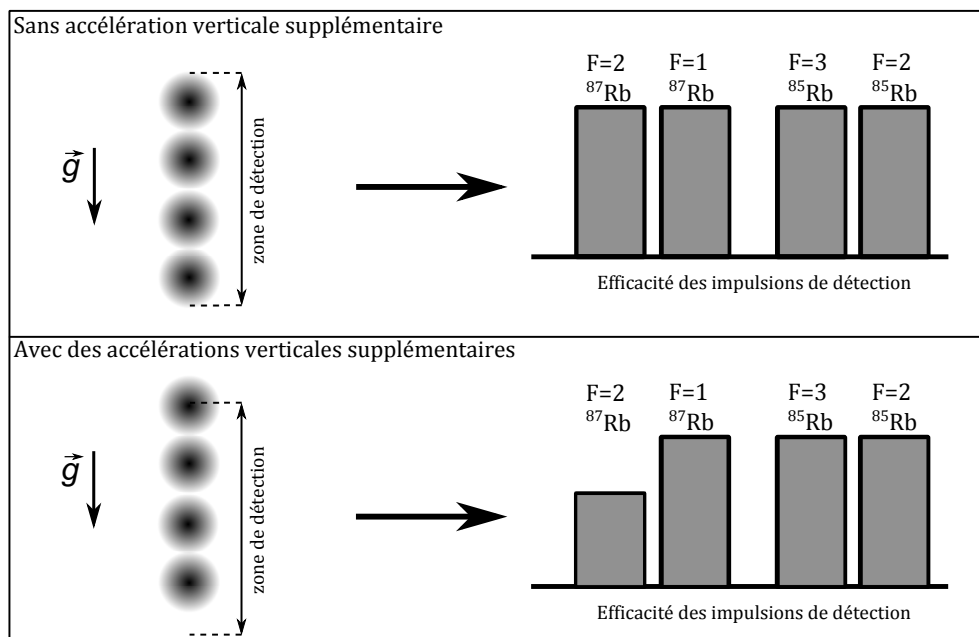 Sans accélération verticale supplémentaire
F=2 F=1 F=3 F=2
⁸⁷Rb ⁸⁷Rb ⁸⁵Rb ⁸⁵Rb
g
zone de détection
Efficacité des impulsions de détection
Avec des accélérations verticales supplémentaires
F=2 F=1 F=3 F=2
⁸⁷Rb ⁸⁷Rb ⁸⁵Rb ⁸⁵Rb
g
zone de détection
Efficacité des impulsions de détection